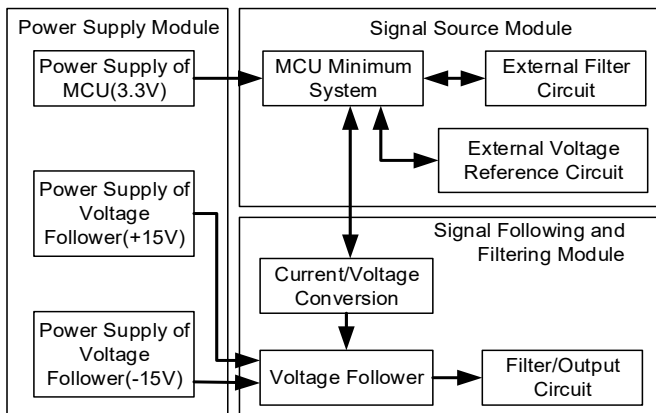 Power Supply Module
Power Supply of
MCU(3.3V)
Power Supply of
Voltage
Follower(+15V)
Power Supply of
Voltage
Follower(-15V)
Signal Source Module
MCU Minimum
System
External Filter
Circuit
External Voltage
Reference Circuit
Signal Following and
Filtering Module
Current/Voltage
Conversion
Voltage Follower
Filter/Output
Circuit